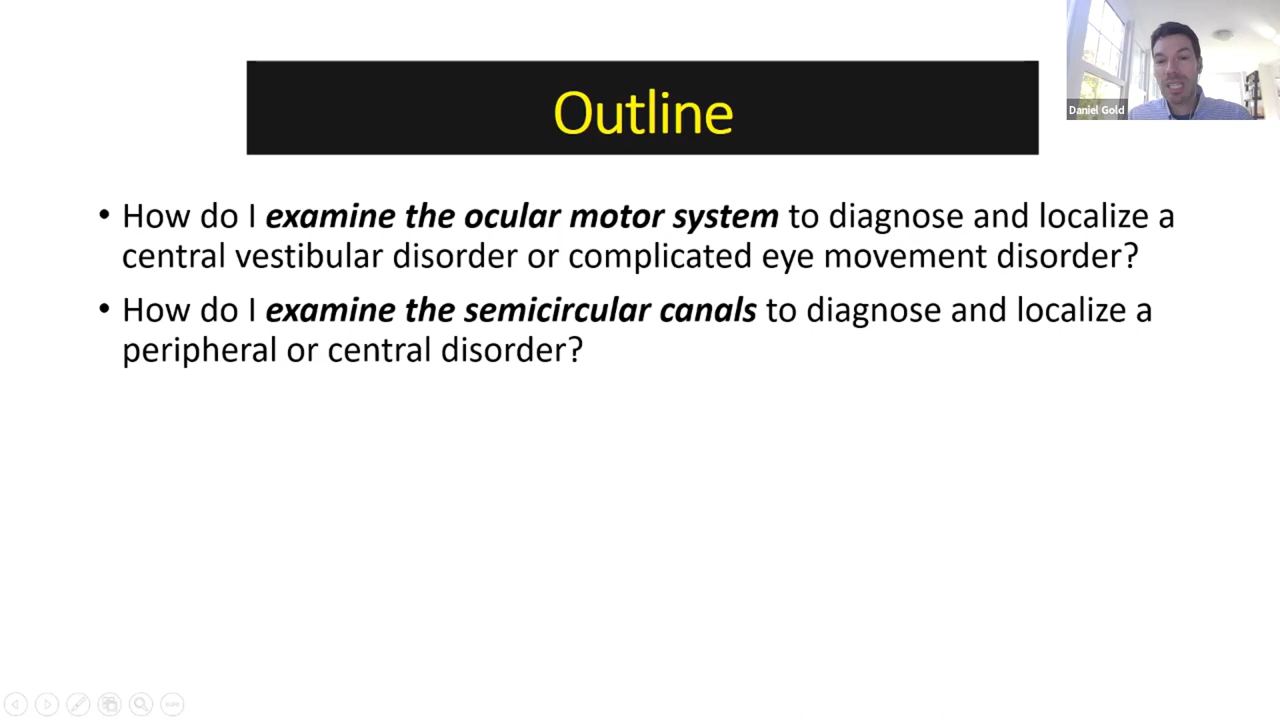 Outline
Daniel Gold
• How do I examine the ocular motor system to diagnose and localize a
central vestibular disorder or complicated eye movement disorder?
• How do I examine the semicircular canals to diagnose and localize a
peripheral or central disorder?